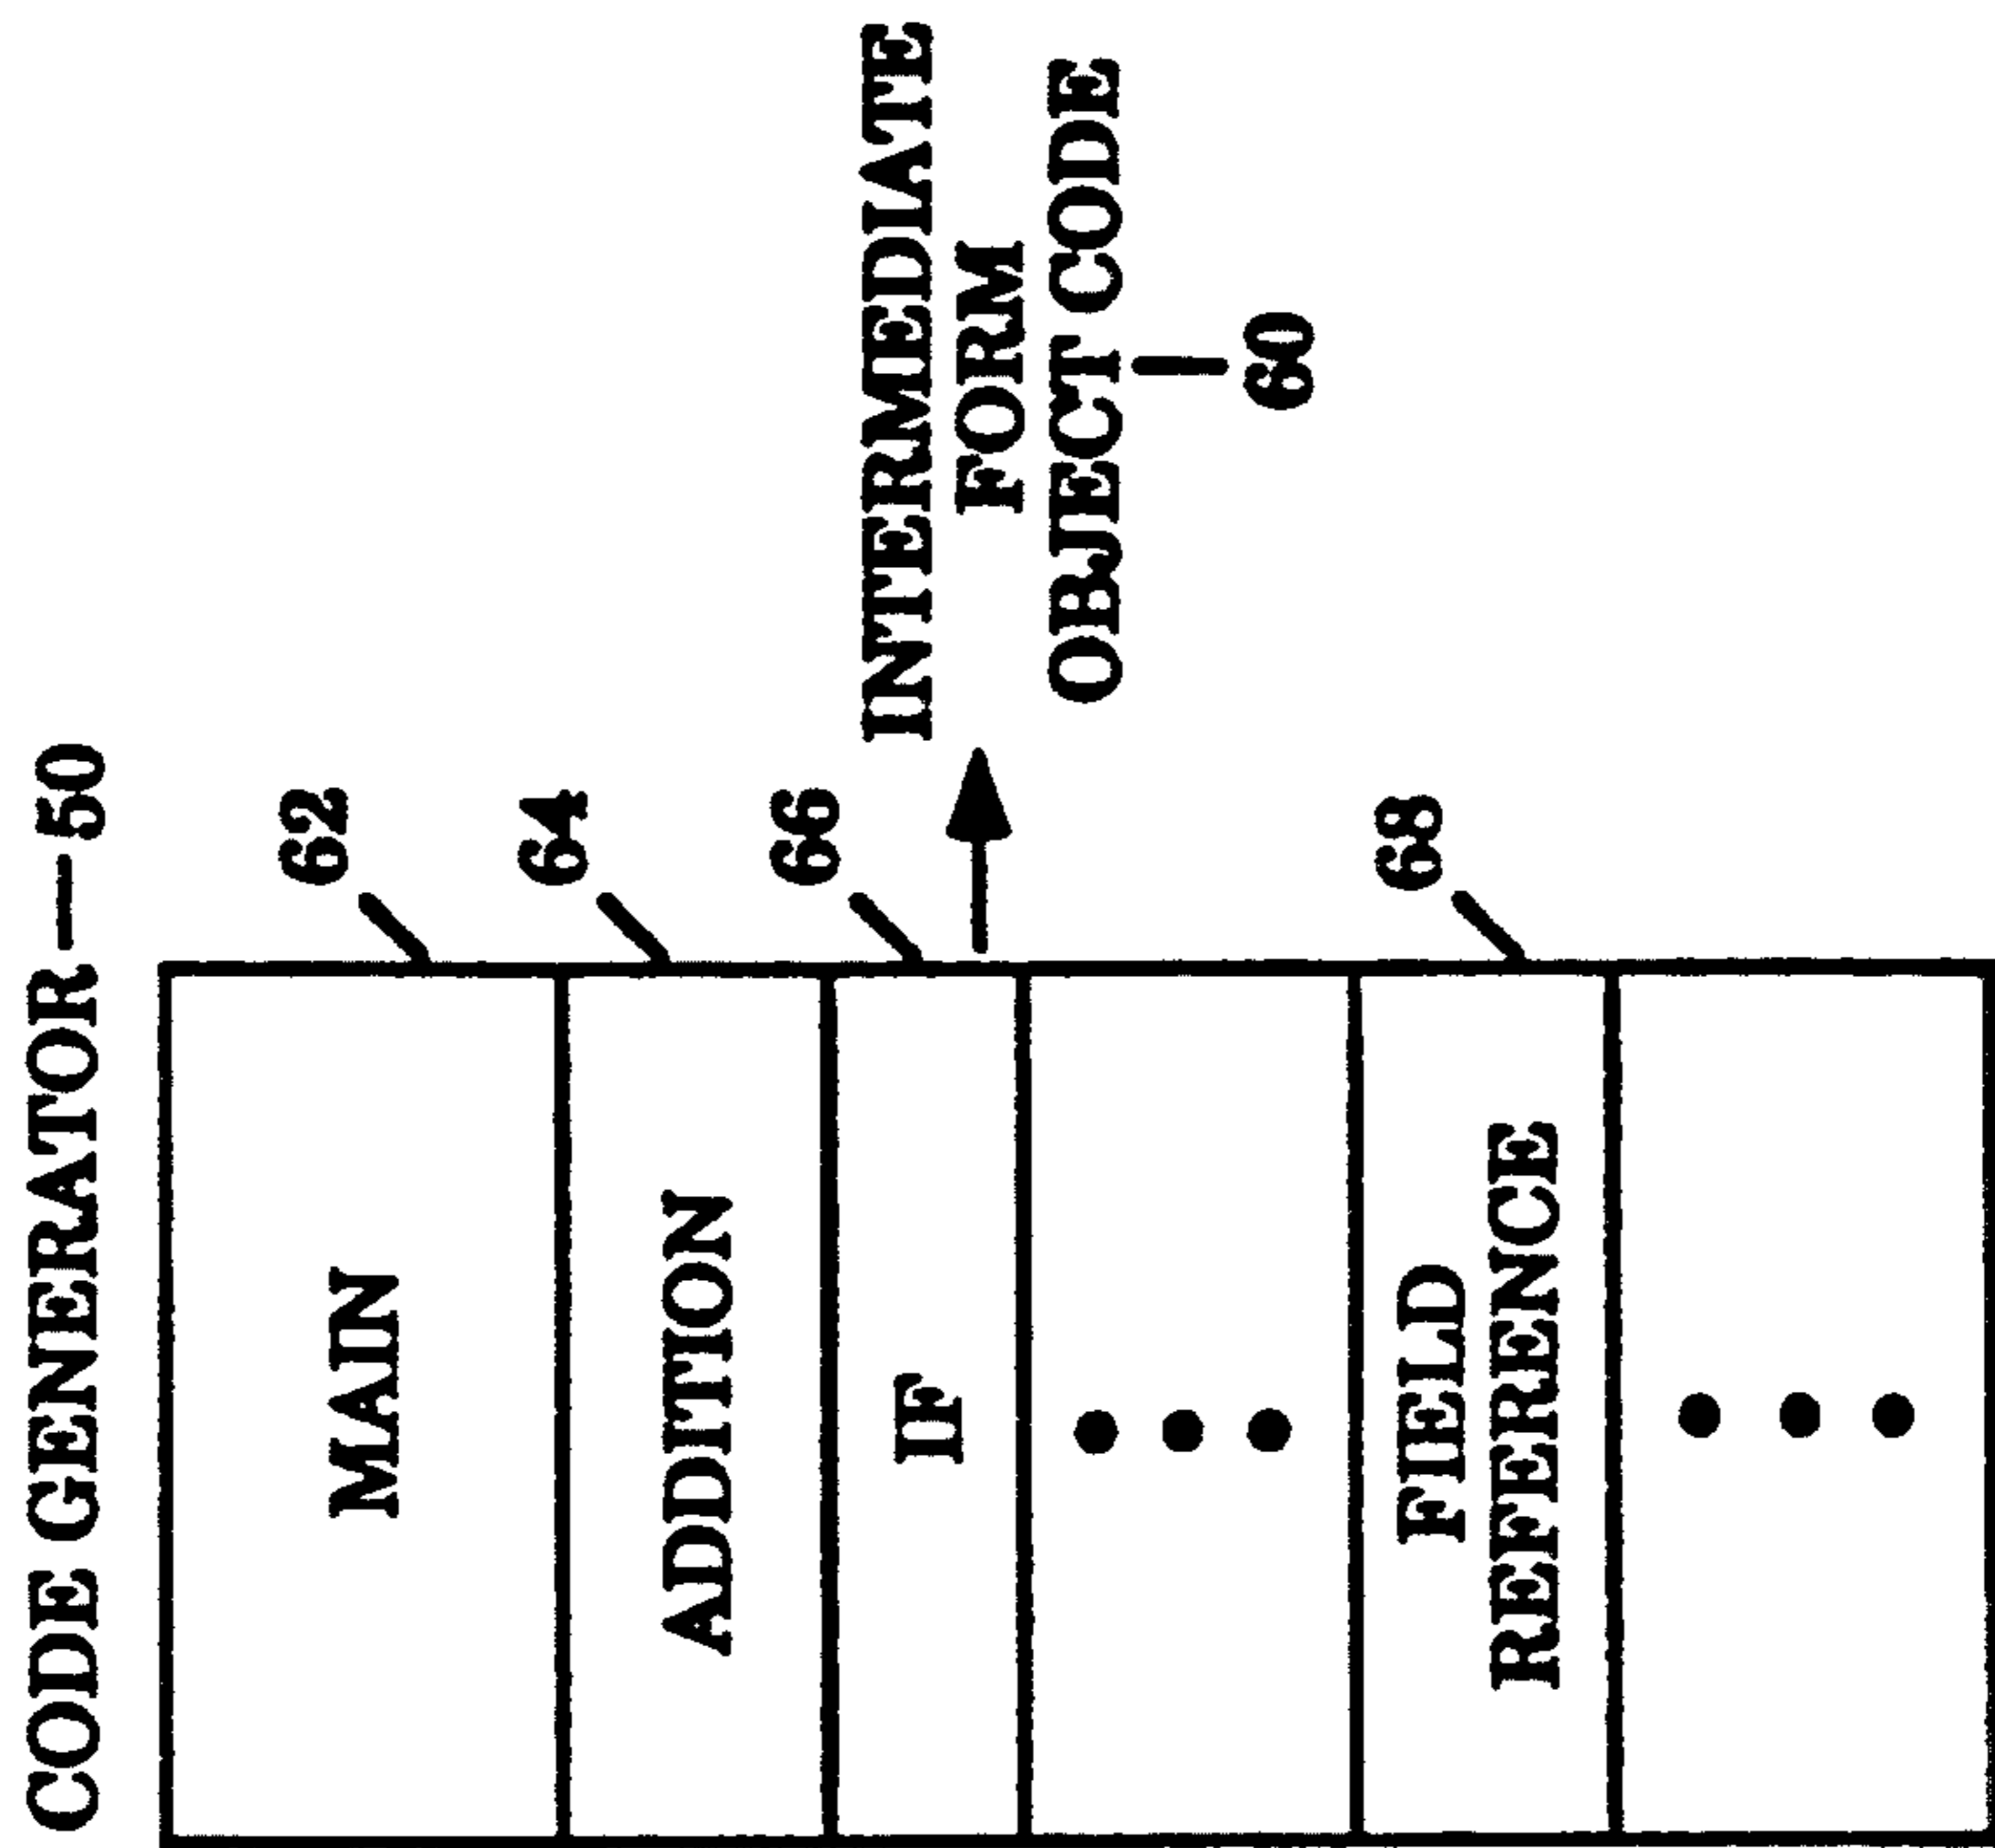 CODE GENERATOR — 50
MAIN
62
ADDITION
64
IF
66
FIELD
REFERENCE
68
INTERMEDIATE
FORM
OBJECT CODE
60